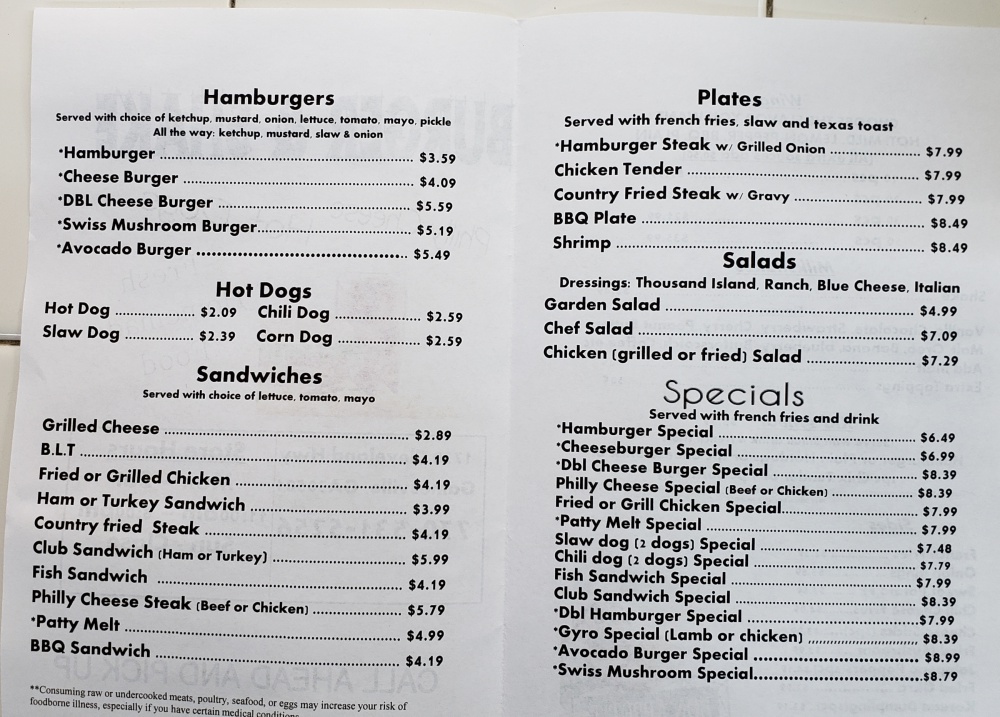 Hamburgers
Served with choice of ketchup, mustard, onion, lettuce, tomato, mayo, pickle
All the way: ketchup, mustard, slaw & onion
*Hamburger ........ $3.59
*Cheese Burger ........ $4.09
*DBL Cheese Burger ........ $5.59
*Swiss Mushroom Burger........ $5.19
*Avocado Burger ........ $5.49
Hot Dogs
Hot Dog ........ $2.09 Chili Dog ........ $2.59
Slaw Dog ........ $2.39 Corn Dog ........ $2.59
Sandwiches
Served with choice of lettuce, tomato, mayo
Grilled Cheese ........ $2.89
B.L.T ........ $4.19
Fried or Grilled Chicken ........ $4.19
Ham or Turkey Sandwich ........ $3.99
Country fried Steak ........ $4.19
Club Sandwich (Ham or Turkey) ........ $5.99
Fish Sandwich ........ $4.19
Philly Cheese Steak (Beef or Chicken) ........ $5.79
*Patty Melt ........ $4.99
BBQ Sandwich ........ $4.19
**Consuming raw or undercooked meats, poultry, seafood, or eggs may increase your risk of
foodborne illness, especially if you have certain medical conditions
Plates
Served with french fries, slaw and texas toast
*Hamburger Steak w/ Grilled Onion ........ $7.99
Chicken Tender ........ $7.99
Country Fried Steak w/ Gravy ........ $7.99
BBQ Plate ........ $8.49
Shrimp ........ $8.49
Salads
Dressings: Thousand Island, Ranch, Blue Cheese, Italian
Garden Salad ........ $4.99
Chef Salad ........ $7.09
Chicken (grilled or fried) Salad ........ $7.29
Specials
Served with french fries and drink
*Hamburger Special ........ $6.49
*Cheeseburger Special ........ $6.99
*Dbl Cheese Burger Special ........ $8.39
Philly Cheese Special (Beef or Chicken) ........ $8.39
Fried or Grill Chicken Special........ $7.99
*Patty Melt Special ........ $7.99
Slaw dog (2 dogs) Special ........ $7.48
Chili dog (2 dogs) Special ........ $7.79
Fish Sandwich Special ........ $7.99
Club Sandwich Special ........ $8.39
*Dbl Hamburger Special ........ $7.99
*Gyro Special (Lamb or chicken) ........ $8.39
*Avocado Burger Special ........ $8.99
*Swiss Mushroom Special........ $8.79
CALL AHEAD AND PICK UP